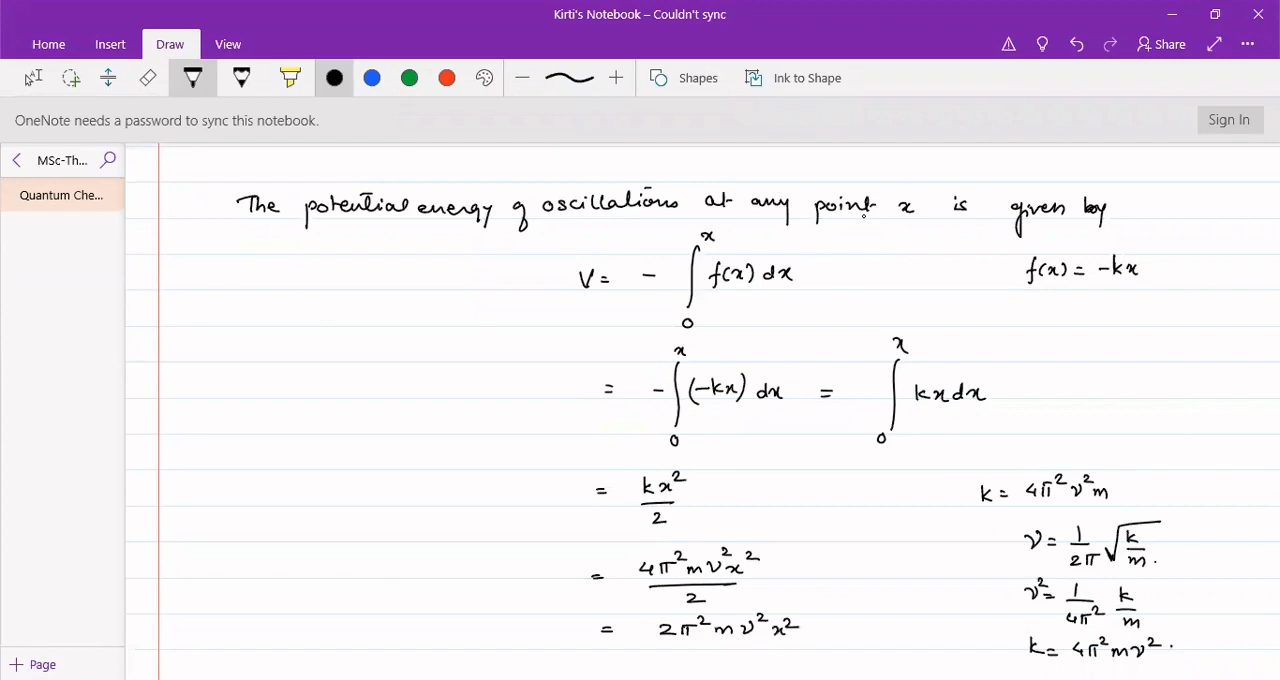 Kirti's Notebook – Couldn't sync
Home Insert Draw View Share
Shapes Ink to Shape
OneNote needs a password to sync this notebook. Sign In
MSc-Th...
Quantum Che...
The potential energy of oscillations at any point x is given by
V = - ∫₀ˣ f(x) dx f(x) = -kx
= - ∫₀ˣ (-kx) dx = ∫₀ˣ kx dx
= kx²/2 k = 4π²ν²m
ν = 1/2π √(k/m).
= 4π²mν²x²/2 ν² = 1/4π² k/m
= 2π²mν²x² k = 4π²mν².
+ Page